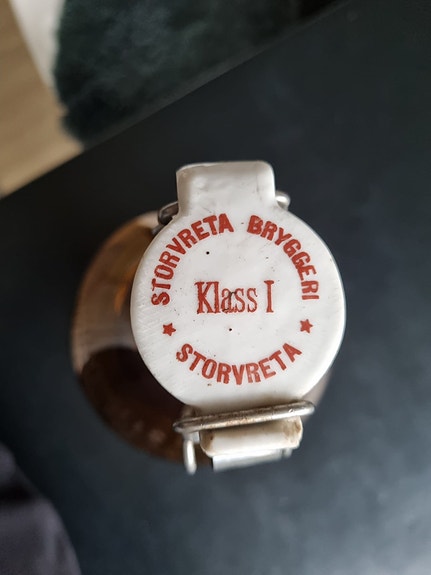 STORVRETA BRYGGERI
Klass I
★ STORVRETA ★